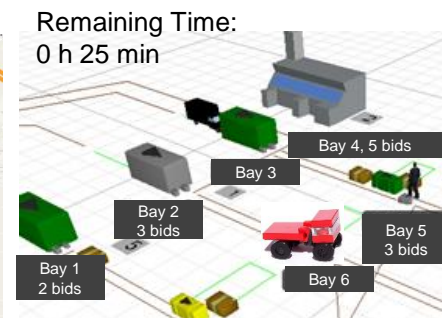 Remaining Time:
0 h 25 min
Bay 4, 5 bids
Bay 3
Bay 2
3 bids
Bay 5
3 bids
Bay 1
2 bids
Bay 6